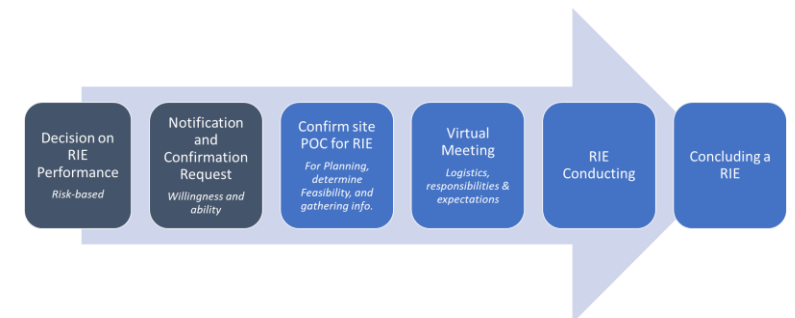 Decision on
RIE
Performance
Risk-based
Notification
and
Confirmation
Request
Willingness and
ability
Confirm site
POC for RIE
For Planning,
determine
Feasibility, and
gathering info.
Virtual
Meeting
Logistics,
responsibilities &
expectations
RIE
Conducting
Concluding a
RIE